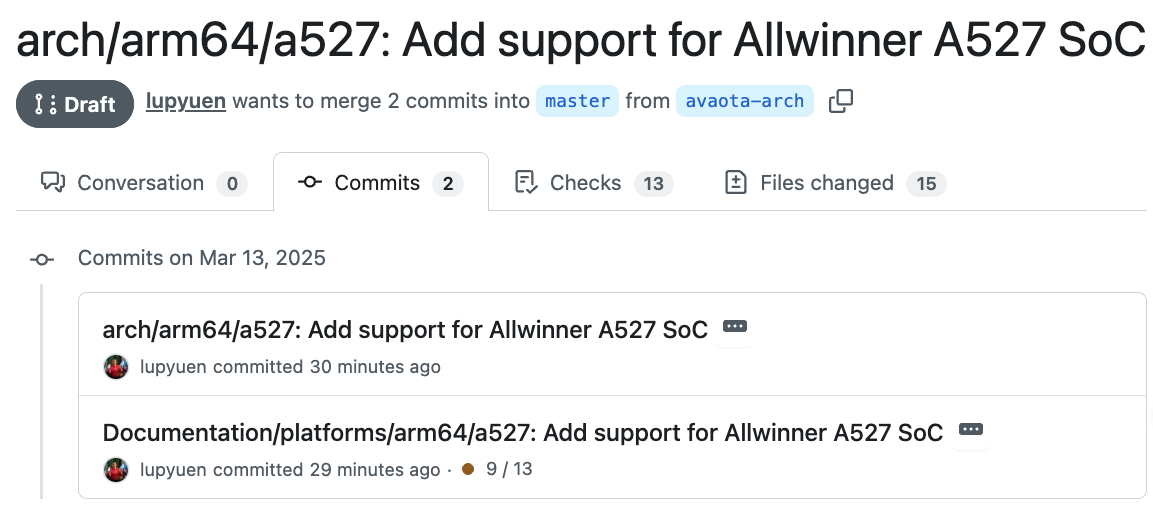 arch/arm64/a527: Add support for Allwinner A527 SoC
Draft lupyuen wants to merge 2 commits into master from avaota-arch
Conversation 0 Commits 2 Checks 13 Files changed 15
Commits on Mar 13, 2025
arch/arm64/a527: Add support for Allwinner A527 SoC
lupyuen committed 30 minutes ago
Documentation/platforms/arm64/a527: Add support for Allwinner A527 SoC
lupyuen committed 29 minutes ago · 9 / 13